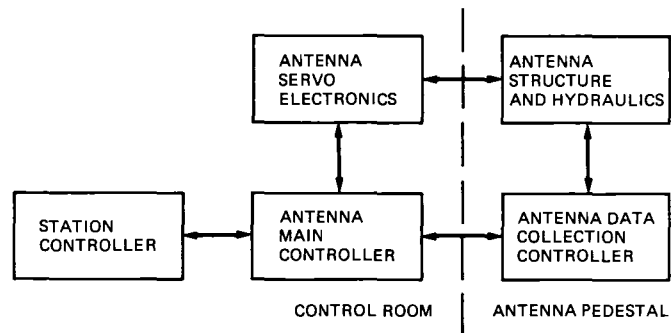 ANTENNA
SERVO
ELECTRONICS
ANTENNA
STRUCTURE
AND HYDRAULICS
STATION
CONTROLLER
ANTENNA
MAIN
CONTROLLER
ANTENNA DATA
COLLECTION
CONTROLLER
CONTROL ROOM
ANTENNA PEDESTAL